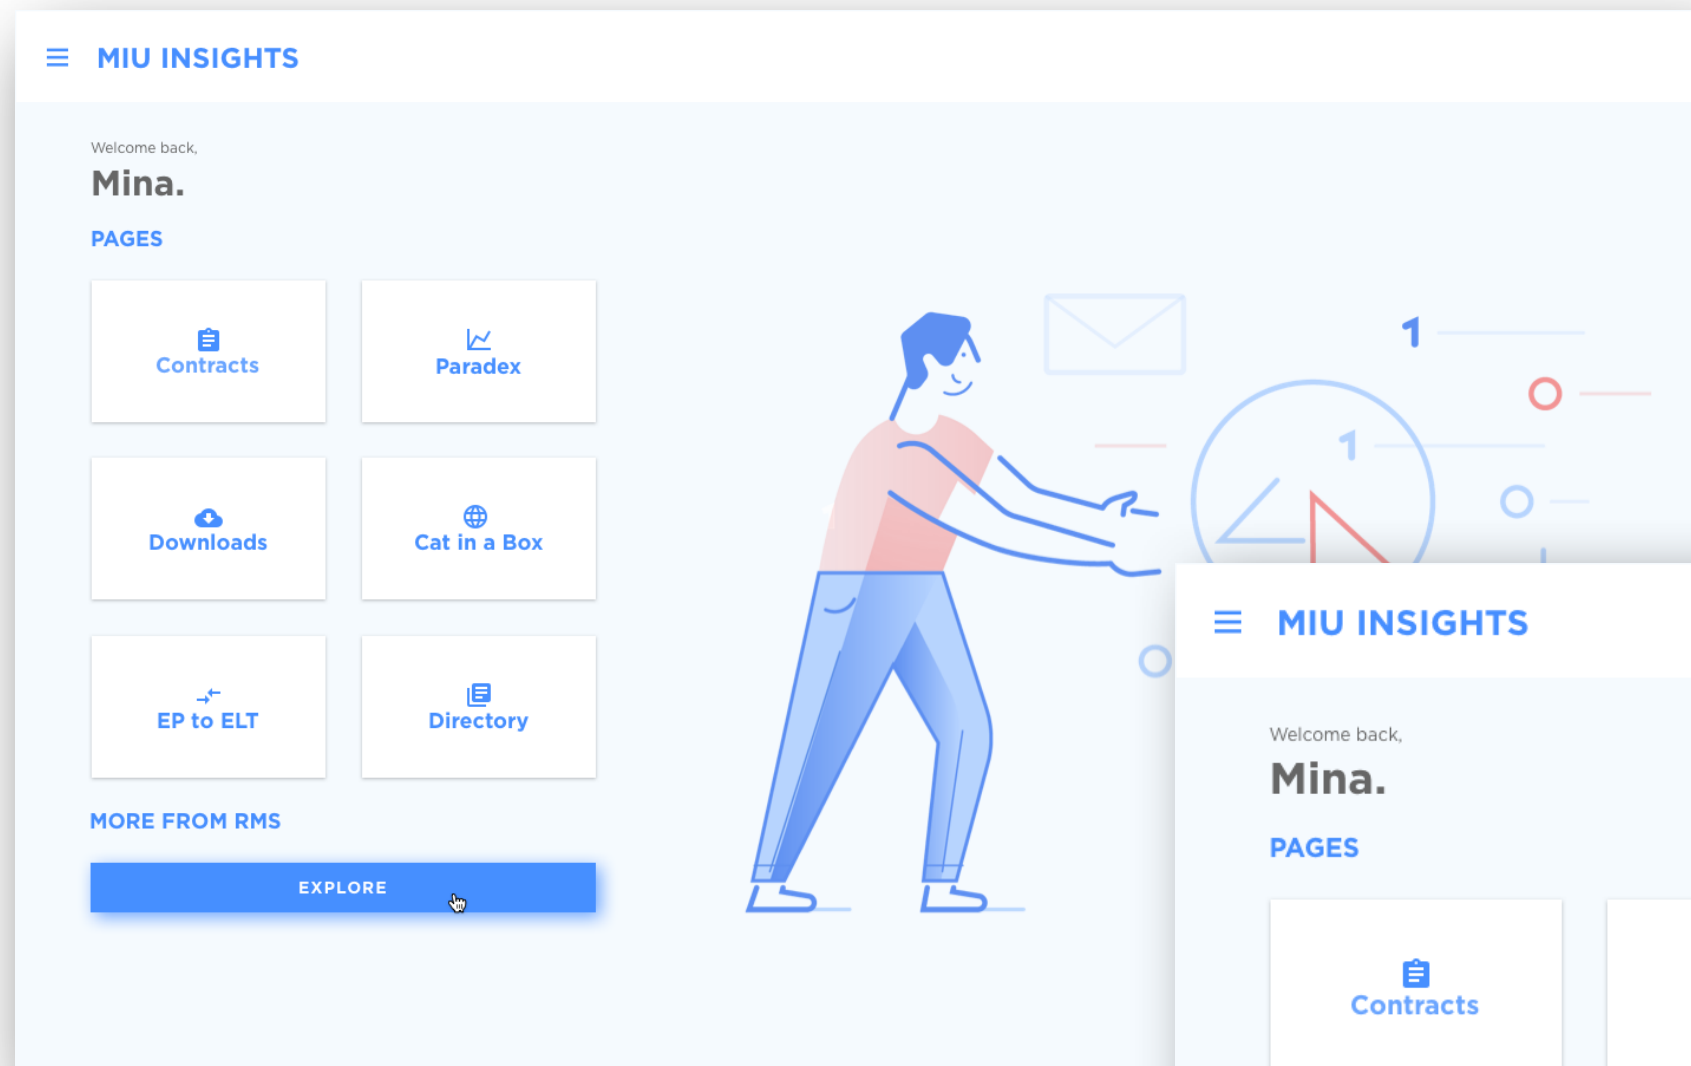 MIU INSIGHTS
Welcome back,
Mina.
PAGES
Contracts
Paradex
Downloads
Cat in a Box
EP to ELT
Directory
MORE FROM RMS
EXPLORE
1
1
MIU INSIGHTS
Welcome back,
Mina.
PAGES
Contracts